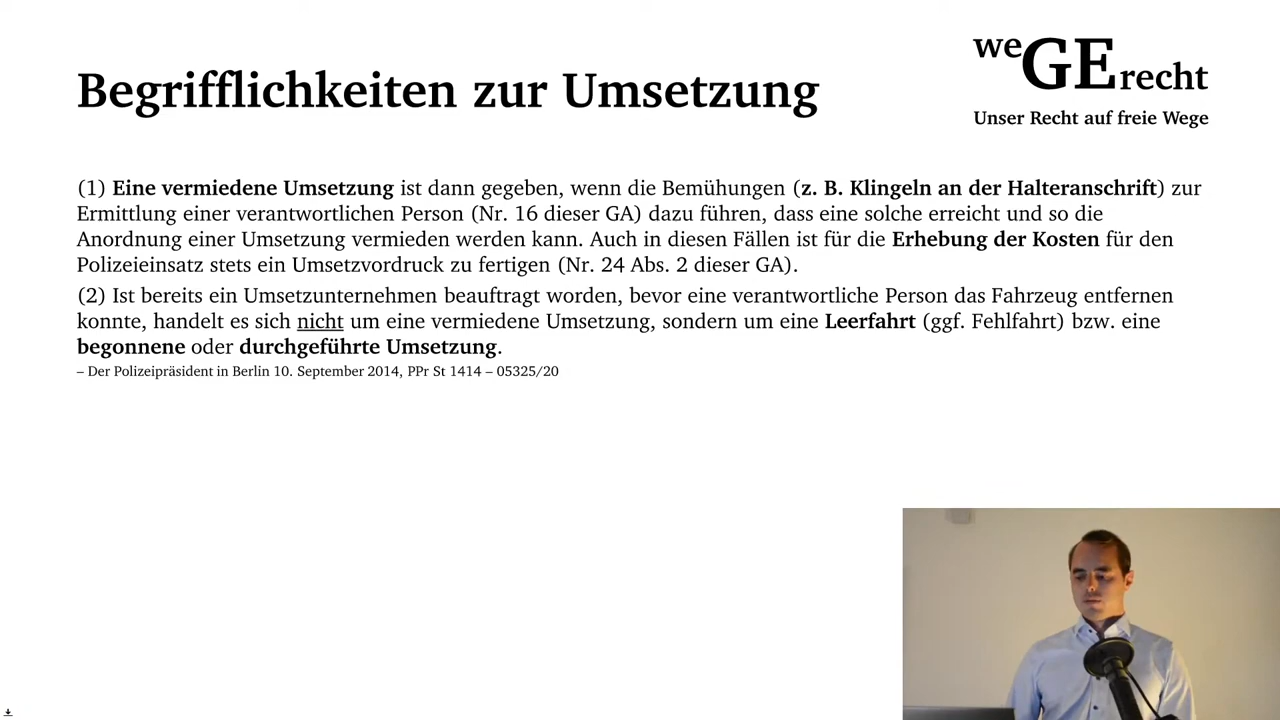 Begrifflichkeiten zur Umsetzung
weGErecht
Unser Recht auf freie Wege
(1) Eine vermiedene Umsetzung ist dann gegeben, wenn die Bemühungen (z. B. Klingeln an der Halteranschrift) zur
Ermittlung einer verantwortlichen Person (Nr. 16 dieser GA) dazu führen, dass eine solche erreicht und so die
Anordnung einer Umsetzung vermieden werden kann. Auch in diesen Fällen ist für die Erhebung der Kosten für den
Polizeieinsatz stets ein Umsetzvordruck zu fertigen (Nr. 24 Abs. 2 dieser GA).
(2) Ist bereits ein Umsetzunternehmen beauftragt worden, bevor eine verantwortliche Person das Fahrzeug entfernen
konnte, handelt es sich nicht um eine vermiedene Umsetzung, sondern um eine Leerfahrt (ggf. Fehlfahrt) bzw. eine
begonnene oder durchgeführte Umsetzung.
– Der Polizeipräsident in Berlin 10. September 2014, PPr St 1414 – 05325/20